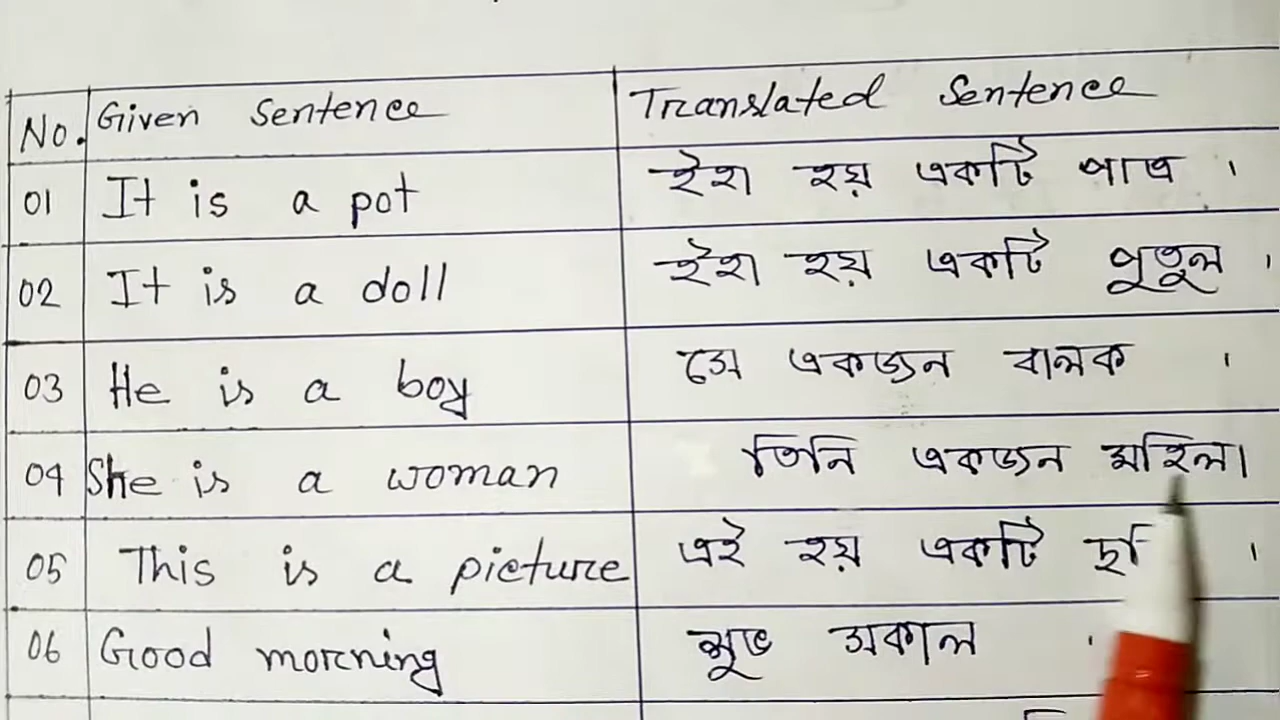 No. Given Sentence Translated Sentence
01 It is a pot ইহা হয় একটি পাত্র ।
02 It is a doll ইহা হয় একটি পুতুল ।
03 He is a boy সে একজন বালক ।
04 She is a woman তিনি একজন মহিলা
05 This is a picture এই হয় একটি ।
06 Good morning শুভ সকাল ।